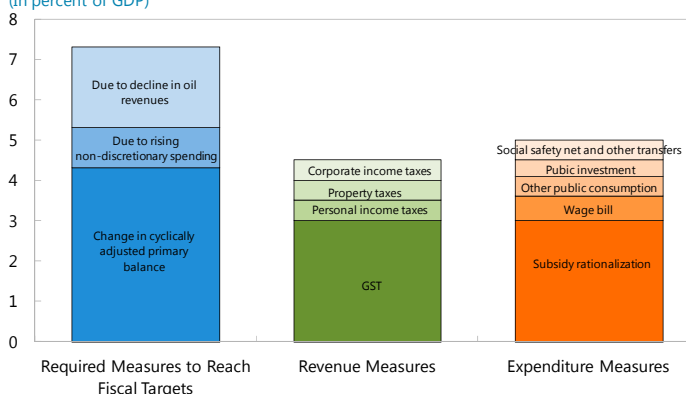 (In percent of GDP)
8
7
6
5
4
3
2
1
0
Due to decline in oil
revenues
Due to rising
non-discretionary spending
Change in cyclically
adjusted primary
balance
Corporate income taxes
Property taxes
Personal income taxes
GST
Social safety net and other transfers
Pubic investment
Other public consumption
Wage bill
Subsidy rationalization
Required Measures to Reach
Fiscal Targets
Revenue Measures
Expenditure Measures